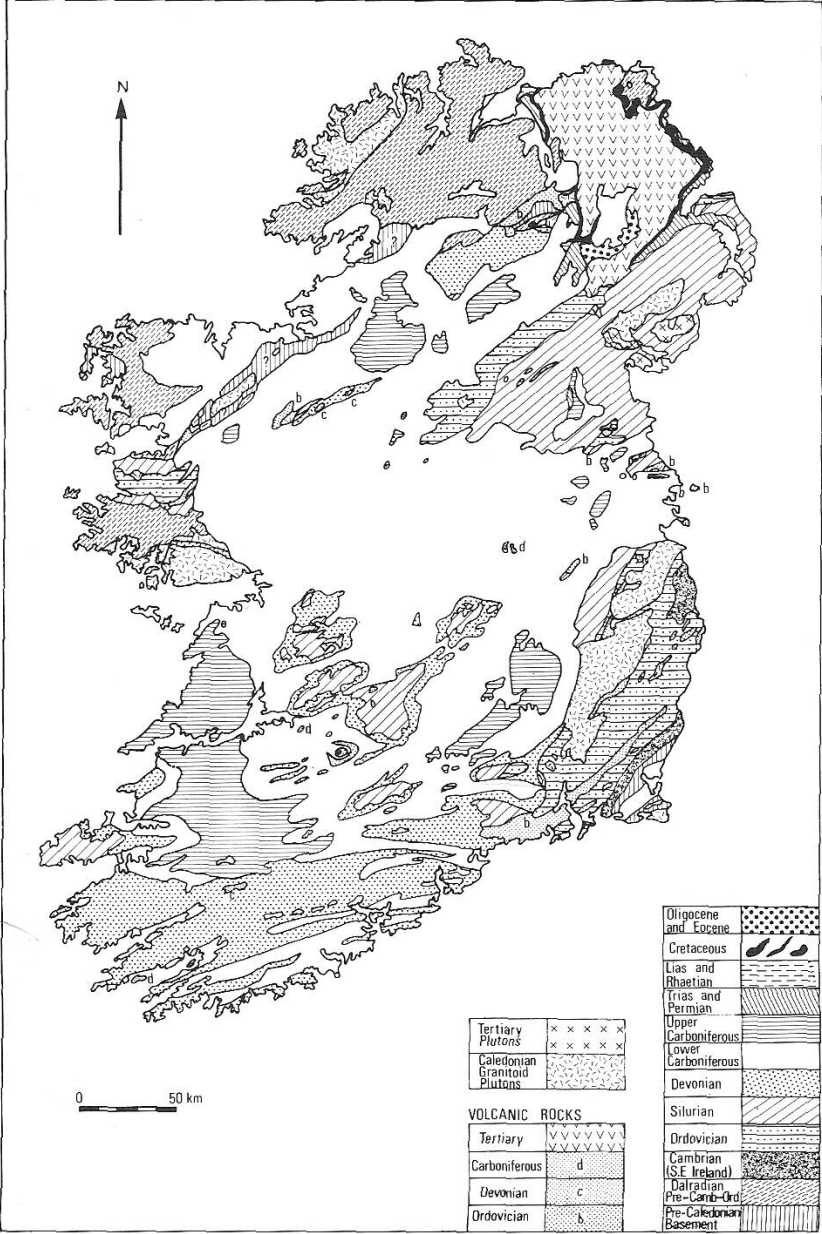 N
?
b
?
b
c
c
b
b
b
d
b
e
d
b
c
d
0 50 km
Tertiary
Plutons
Caledonian
Granitoid
Plutons
VOLCANIC ROCKS
Tertiary
Carboniferous
d
Devonian
c
Ordovician
b
Oligocene
and Eocene
Cretaceous
Lias and
Rhaetian
Trias and
Permian
Upper
Carboniferous
Lower
Carboniferous
Devonian
Silurian
Ordovician
Cambrian
(S.E Ireland)
Dalradian
Pre-Camb-Ord
Pre-Caledonian
Basement